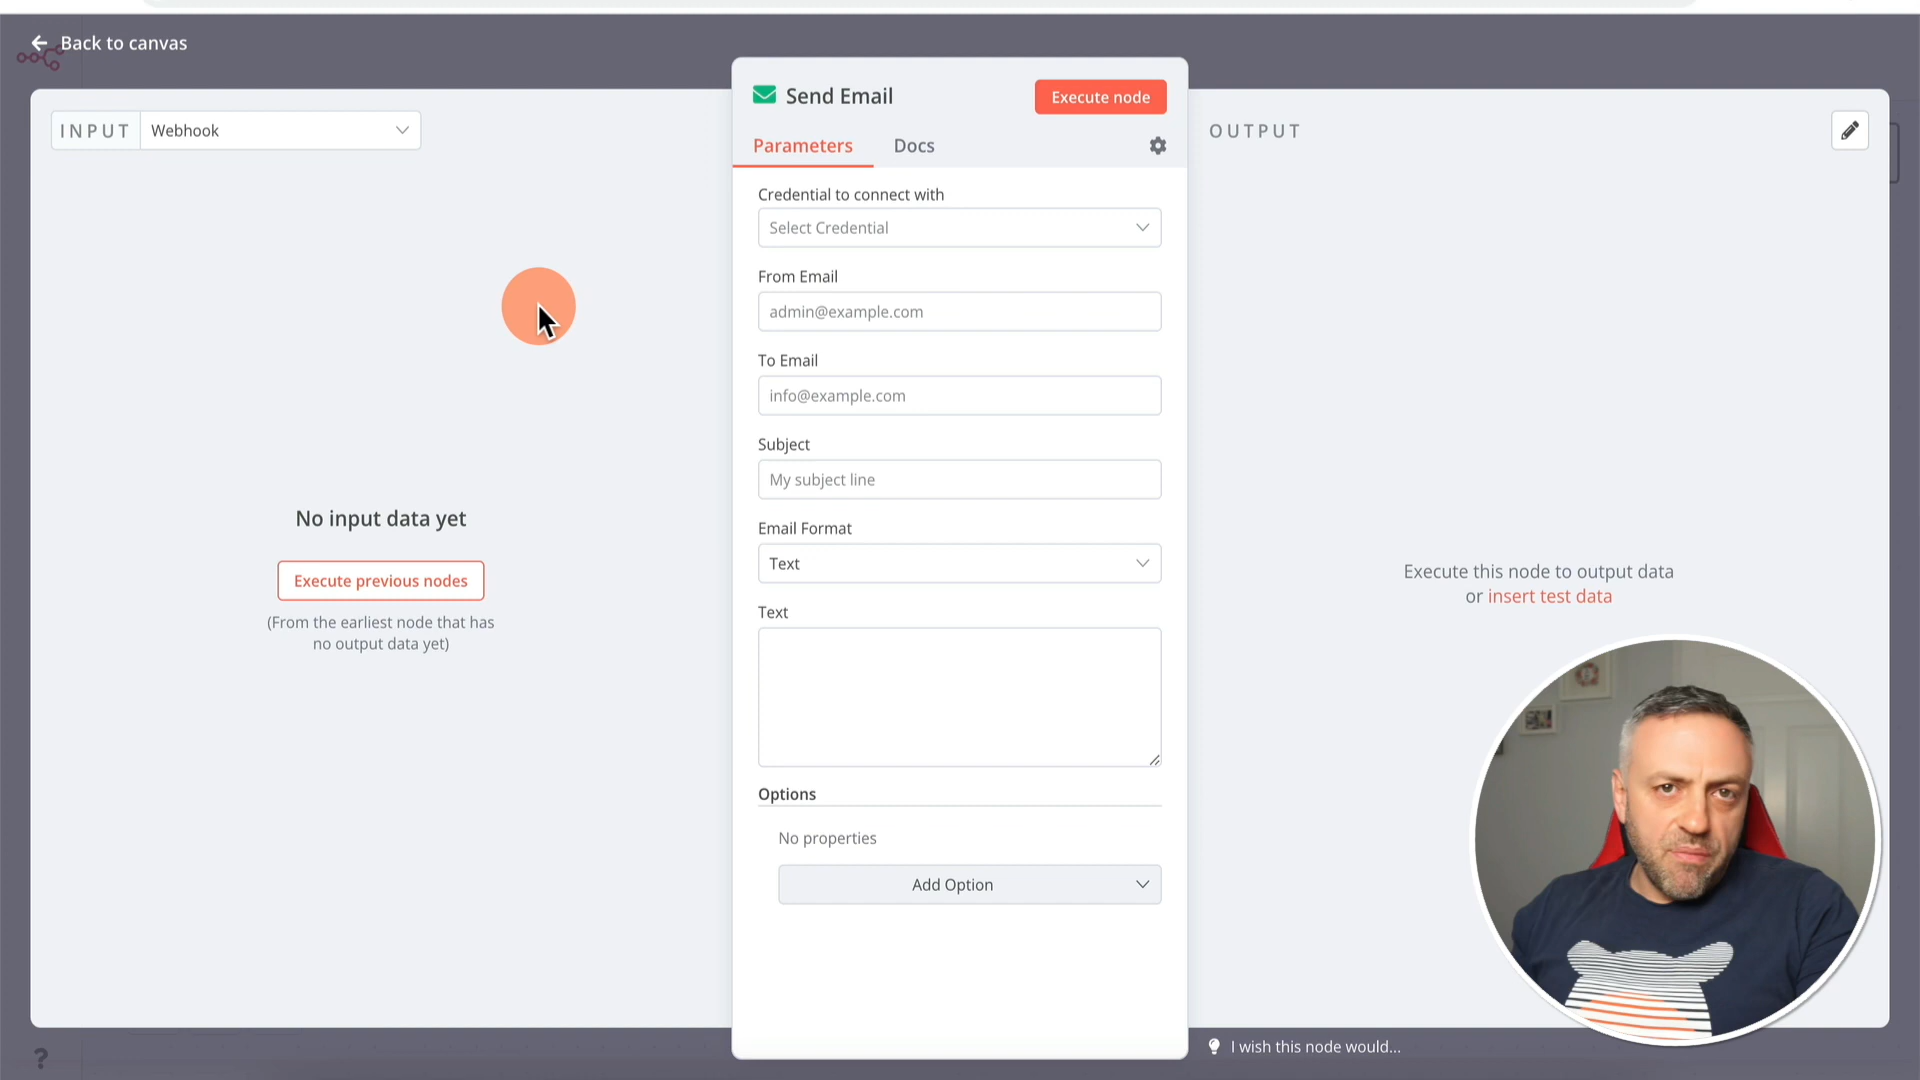 Back to canvas
INPUT
Webhook
No input data yet
Execute previous nodes
(From the earliest node that has
no output data yet)
Send Email
Execute node
Parameters
Docs
Credential to connect with
Select Credential
From Email
admin@example.com
To Email
info@example.com
Subject
My subject line
Email Format
Text
Text
Options
No properties
Add Option
OUTPUT
Execute this node to output data
or insert test data
I wish this node would...
?